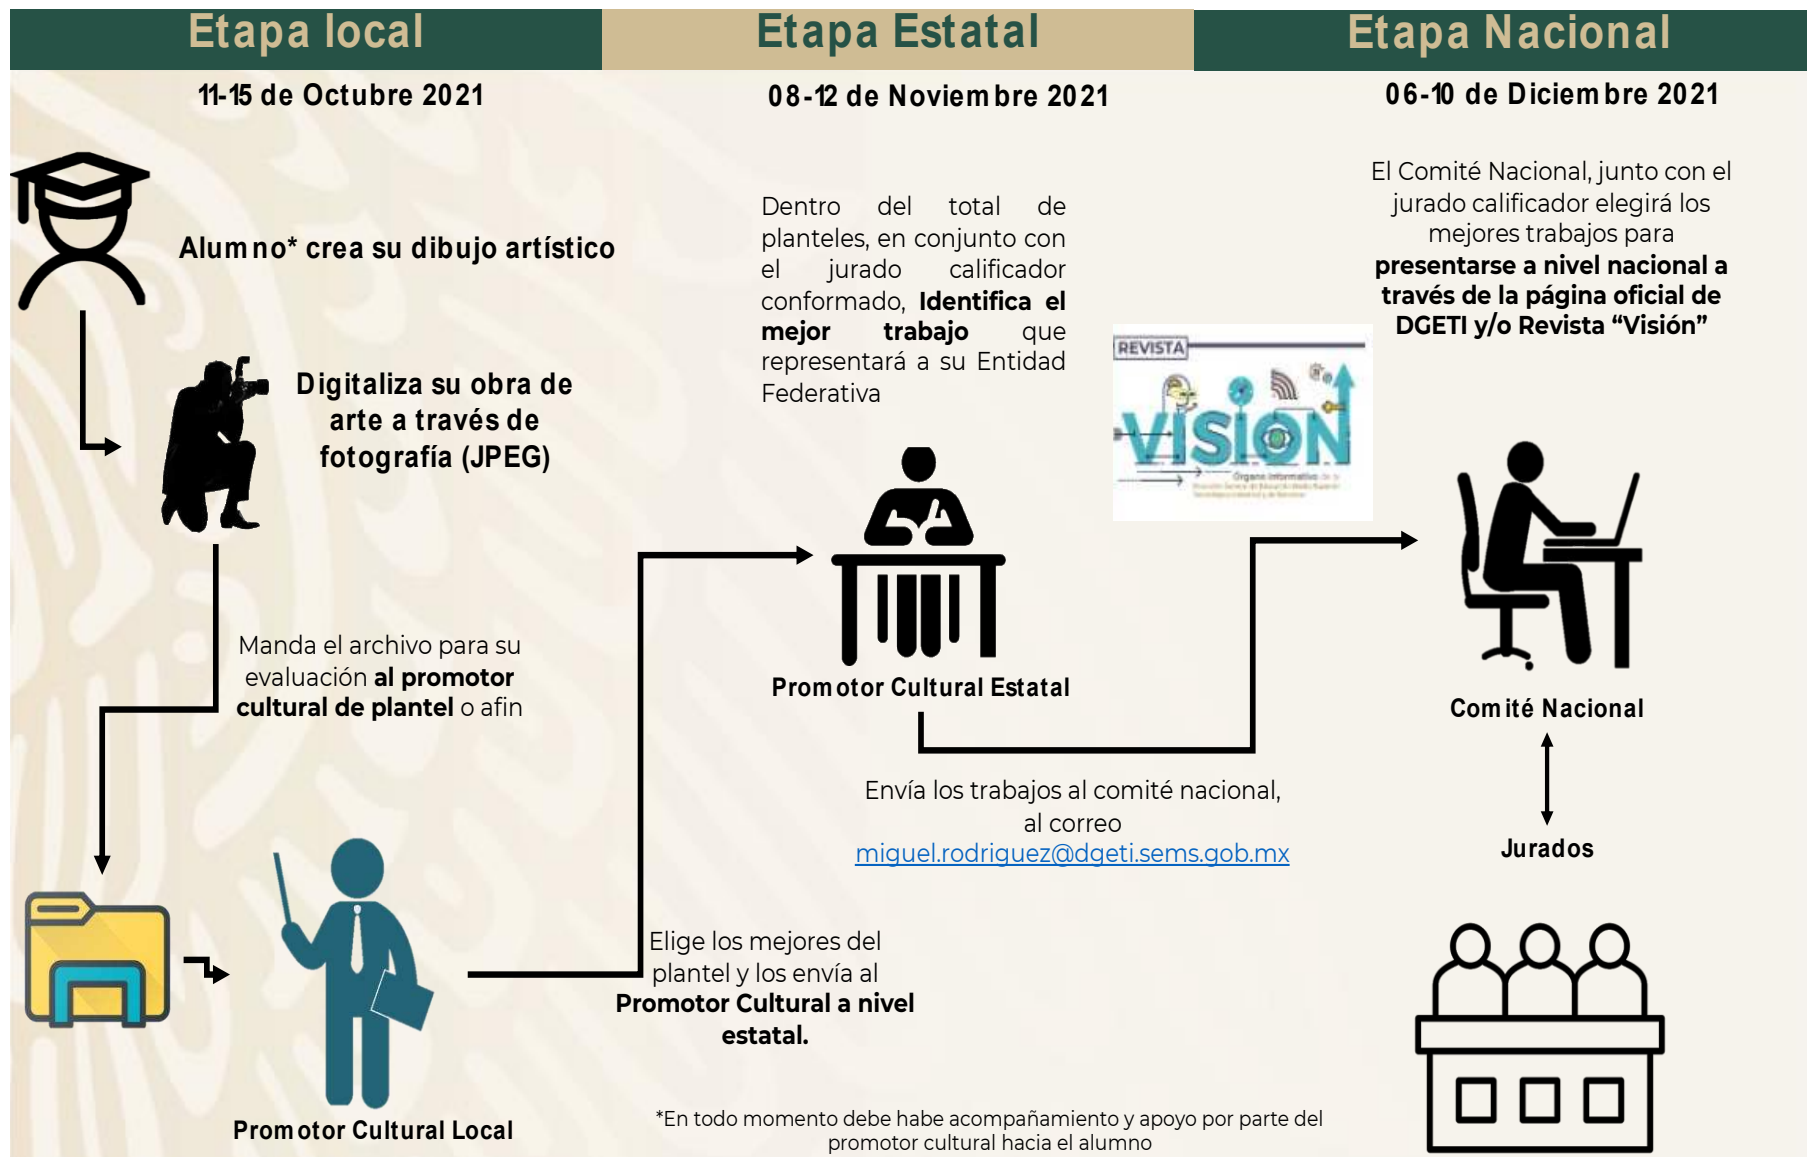 Etapa local
11-15 de Octubre 2021
Alumno* crea su dibujo artístico
Digitaliza su obra de
arte a través de
fotografía (JPEG)
Manda el archivo para su
evaluación al promotor
cultural de plantel o afin
Promotor Cultural Local
Elige los mejores del
plantel y los envía al
Promotor Cultural a nivel
estatal.
Etapa Estatal
08-12 de Noviembre 2021
Dentro del total de
planteles, en conjunto con
el jurado calificador
conformado, Identifica el
mejor trabajo que
representará a su Entidad
Federativa
Promotor Cultural Estatal
Envía los trabajos al comité nacional,
al correo
miguel.rodriguez@dgeti.sems.gob.mx
Etapa Nacional
06-10 de Diciembre 2021
El Comité Nacional, junto con el
jurado calificador elegirá los
mejores trabajos para
presentarse a nivel nacional a
través de la página oficial de
DGETI y/o Revista “Visión”
REVISTA
VISIÓN
Órgano informativo de la
Comité Nacional
Jurados
*En todo momento debe habe acompañamiento y apoyo por parte del
promotor cultural hacia el alumno